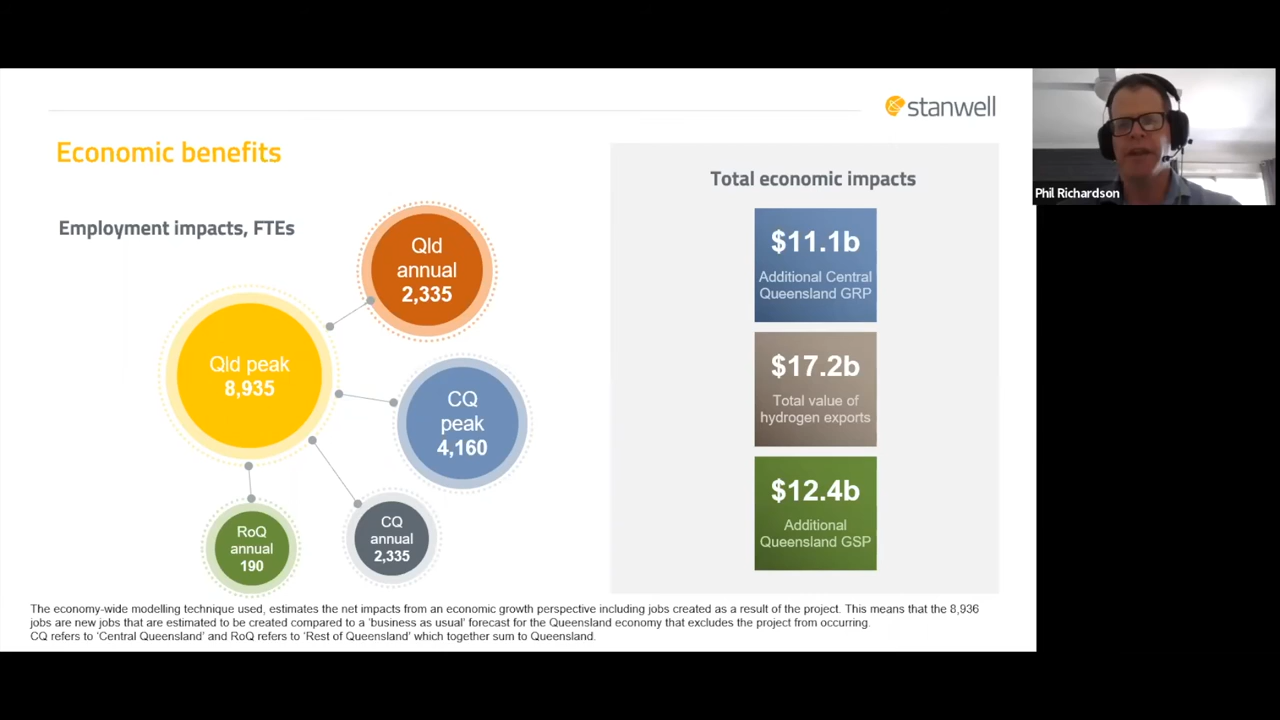 stanwell
Economic benefits
Employment impacts, FTEs
Qld
annual
2,335
Qld peak
8,935
CQ
peak
4,160
CQ
annual
2,335
RoQ
annual
190
Total economic impacts
$11.1b
Additional Central
Queensland GRP
$17.2b
Total value of
hydrogen exports
$12.4b
Additional
Queensland GSP
The economy-wide modelling technique used, estimates the net impacts from an economic growth perspective including jobs created as a result of the project. This means that the 8,936
jobs are new jobs that are estimated to be created compared to a ‘business as usual’ forecast for the Queensland economy that excludes the project from occurring.
CQ refers to ‘Central Queensland’ and RoQ refers to ‘Rest of Queensland’ which together sum to Queensland.
Phil Richardson